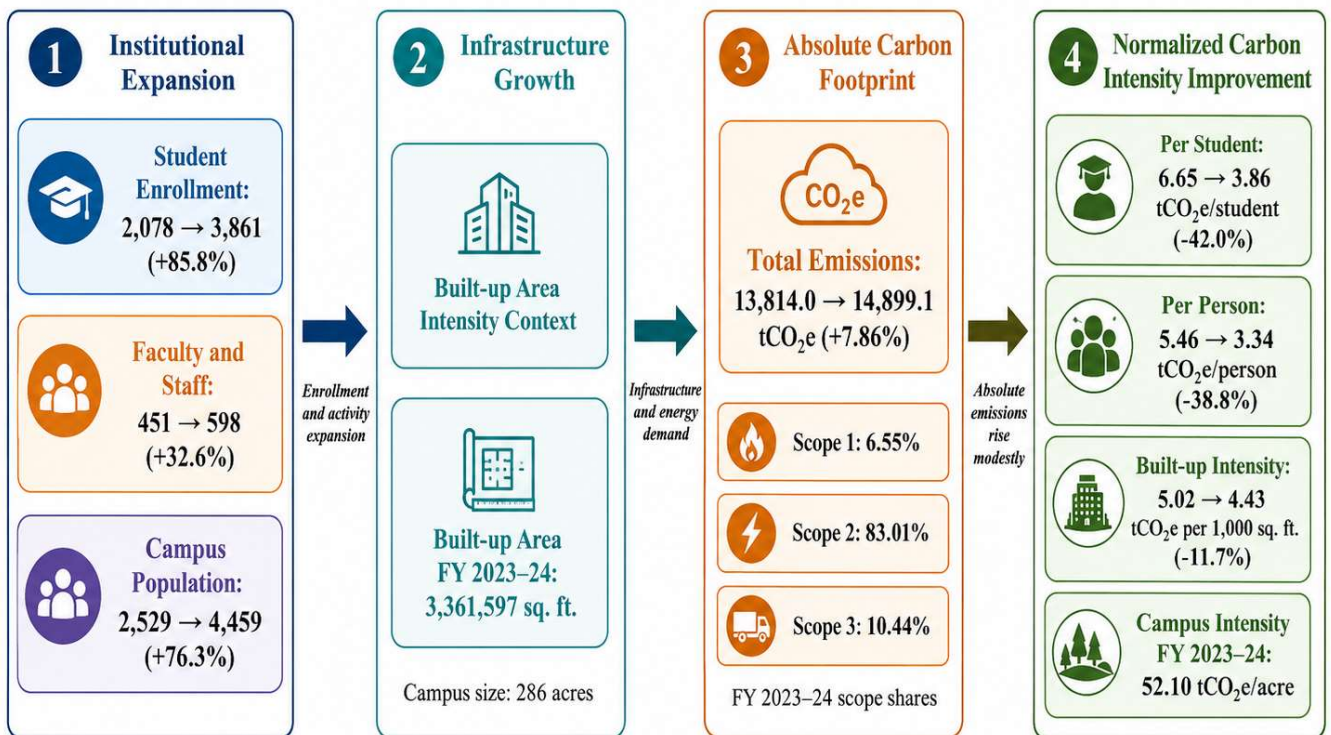 1 Institutional
Expansion
Student
Enrollment:
2,078 → 3,861
(+85.8%)
Faculty and
Staff:
451 → 598
(+32.6%)
Campus
Population:
2,529 → 4,459
(+76.3%)
Enrollment
and activity
expansion
2 Infrastructure
Growth
Built-up Area
Intensity Context
Built-up Area
FY 2023–24:
3,361,597 sq. ft.
Campus size: 286 acres
Infrastructure
and energy
demand
3 Absolute Carbon
Footprint
CO₂e
Total Emissions:
13,814.0 → 14,899.1
tCO₂e (+7.86%)
Scope 1: 6.55%
Scope 2: 83.01%
Scope 3: 10.44%
FY 2023–24 scope shares
Absolute
emissions
rise
modestly
4 Normalized Carbon
Intensity Improvement
Per Student:
6.65 → 3.86
tCO₂e/student
(-42.0%)
Per Person:
5.46 → 3.34
tCO₂e/person
(-38.8%)
Built-up Intensity:
5.02 → 4.43
tCO₂e per 1,000 sq. ft.
(-11.7%)
Campus Intensity
FY 2023–24:
52.10 tCO₂e/acre